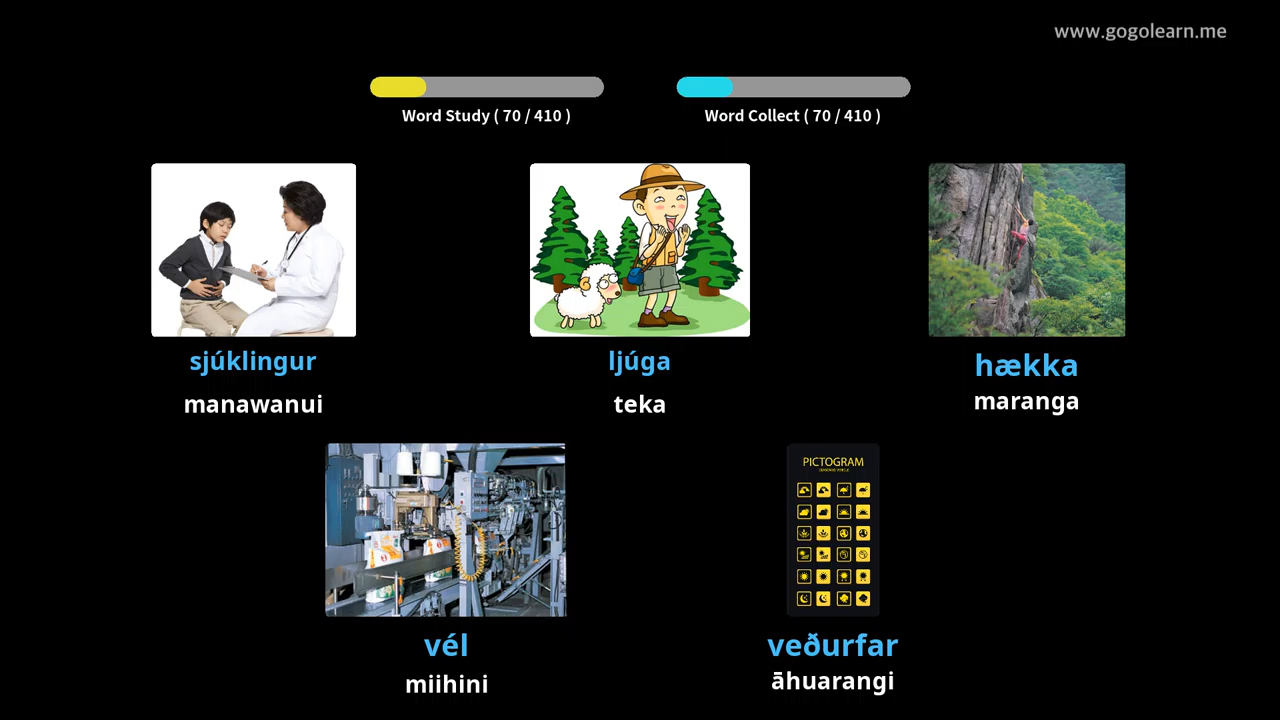 www.gogolearn.me
Word Study ( 70 / 410 )
Word Collect ( 70 / 410 )
sjúklingur
manawanui
ljúga
teka
hækka
maranga
PICTOGRAM
vél
miihini
veðurfar
āhuarangi